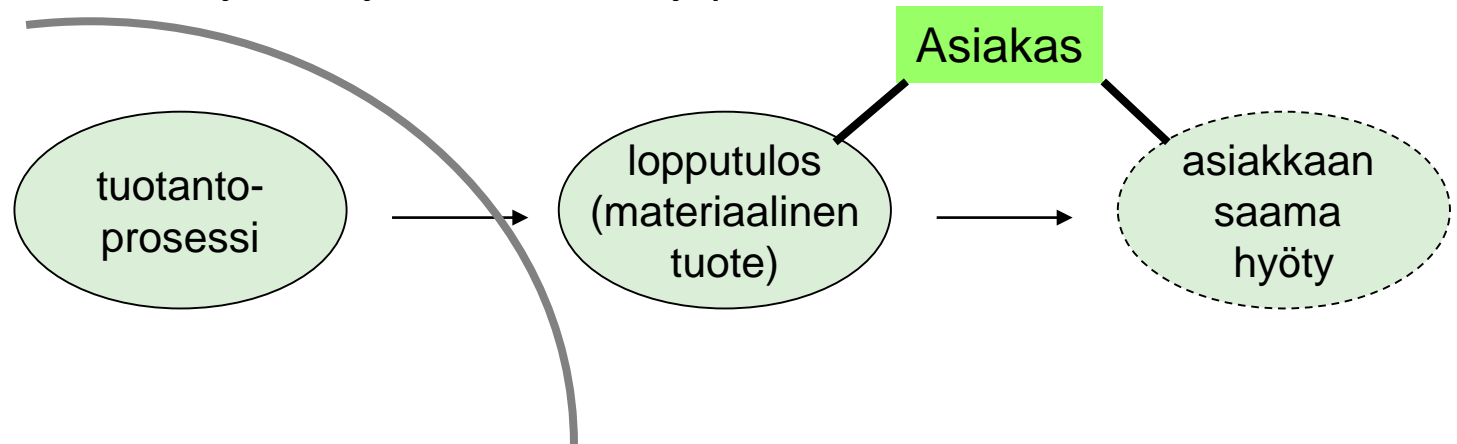 Asiakas
tuotanto-
prosessi
lopputulos
(materiaalinen
tuote)
asiakkaan
saama
hyöty